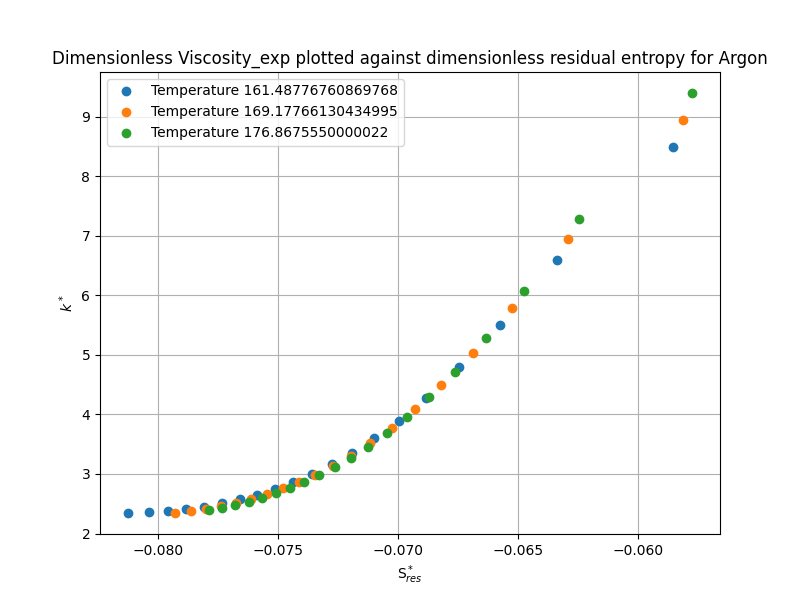 Dimensionless Viscosity_exp plotted against dimensionless residual entropy for Argon
Temperature 161.48776760869768
Temperature 169.17766130434995
Temperature 176.8675550000022
9
8
7
6
5
4
3
2
k*
−0.080 −0.075 −0.070 −0.065 −0.060
S*res